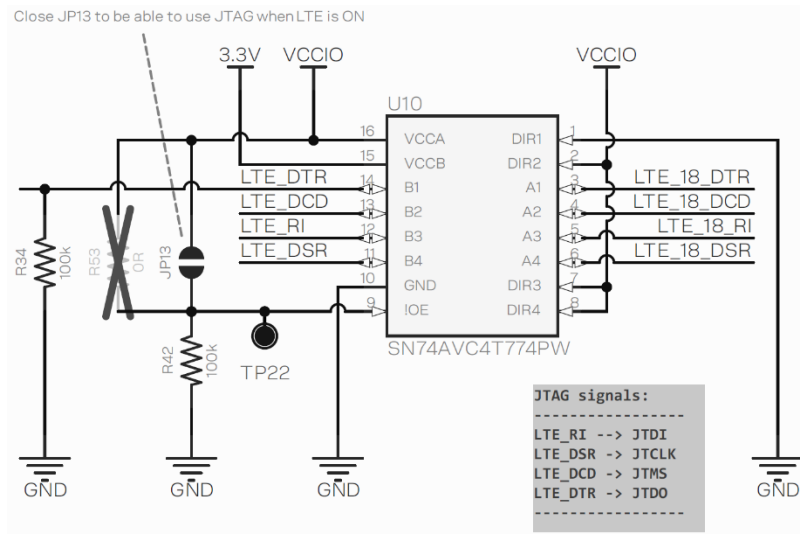 Close JP13 to be able to use JTAG when LTE is ON
3.3V VCCIO VCCIO
U10
16 VCCA DIR1 1
15 VCCB DIR2 2
LTE_DTR 14 B1 A1 3 LTE_18_DTR
LTE_DCD 13 B2 A2 4 LTE_18_DCD
LTE_RI 12 B3 A3 5 LTE_18_RI
LTE_DSR 11 B4 A4 6 LTE_18_DSR
10 GND DIR3 7
9 !OE DIR4 8
SN74AVC4T774PW
R34 100k
R53 0R
JP13
R42 100k
TP22
JTAG signals:
------------------
LTE_RI --> JTDI
LTE_DSR -> JTCLK
LTE_DCD -> JTMS
LTE_DTR -> JTDO
------------------
GND GND GND GND